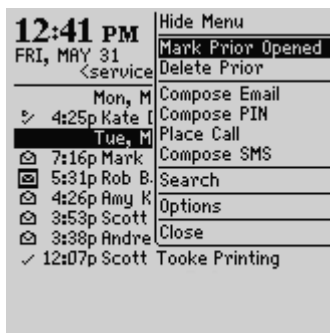 12:41 PM
FRI, MAY 31
<service
Mon, M
4:25p Kate
Tue, M
7:16p Mark
5:31p Rob B.
4:26p Amy K
3:53p Scott
3:38p Andre
12:07p Scott Tooke Printing
Hide Menu
Mark Prior Opened
Delete Prior
Compose Email
Compose PIN
Place Call
Compose SMS
Search
Options
Close